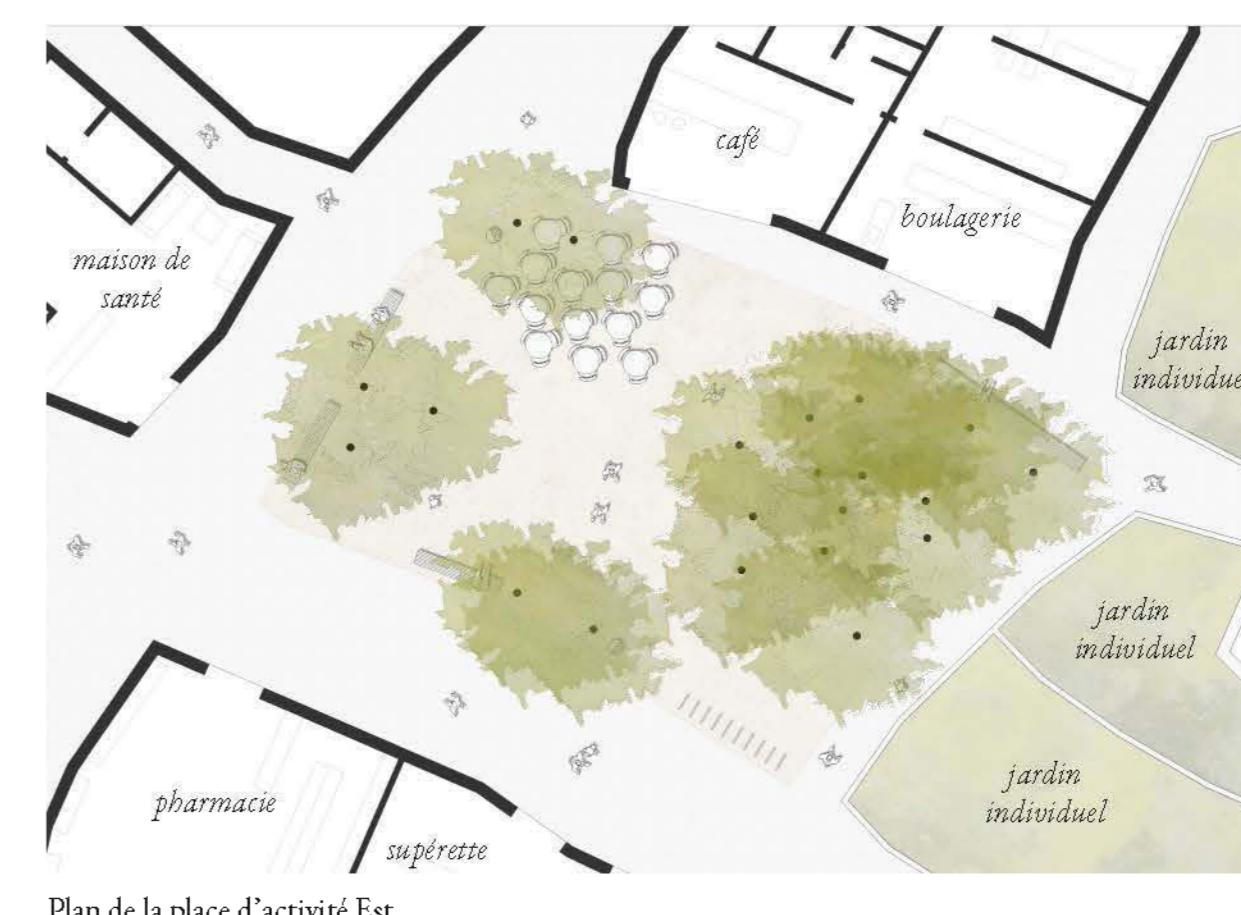 café
boulagerie
maison de
santé
jardin
individue
jardin
individuel
jardin
individuel
pharmacie
supérette
Plan de la place d'activité Est